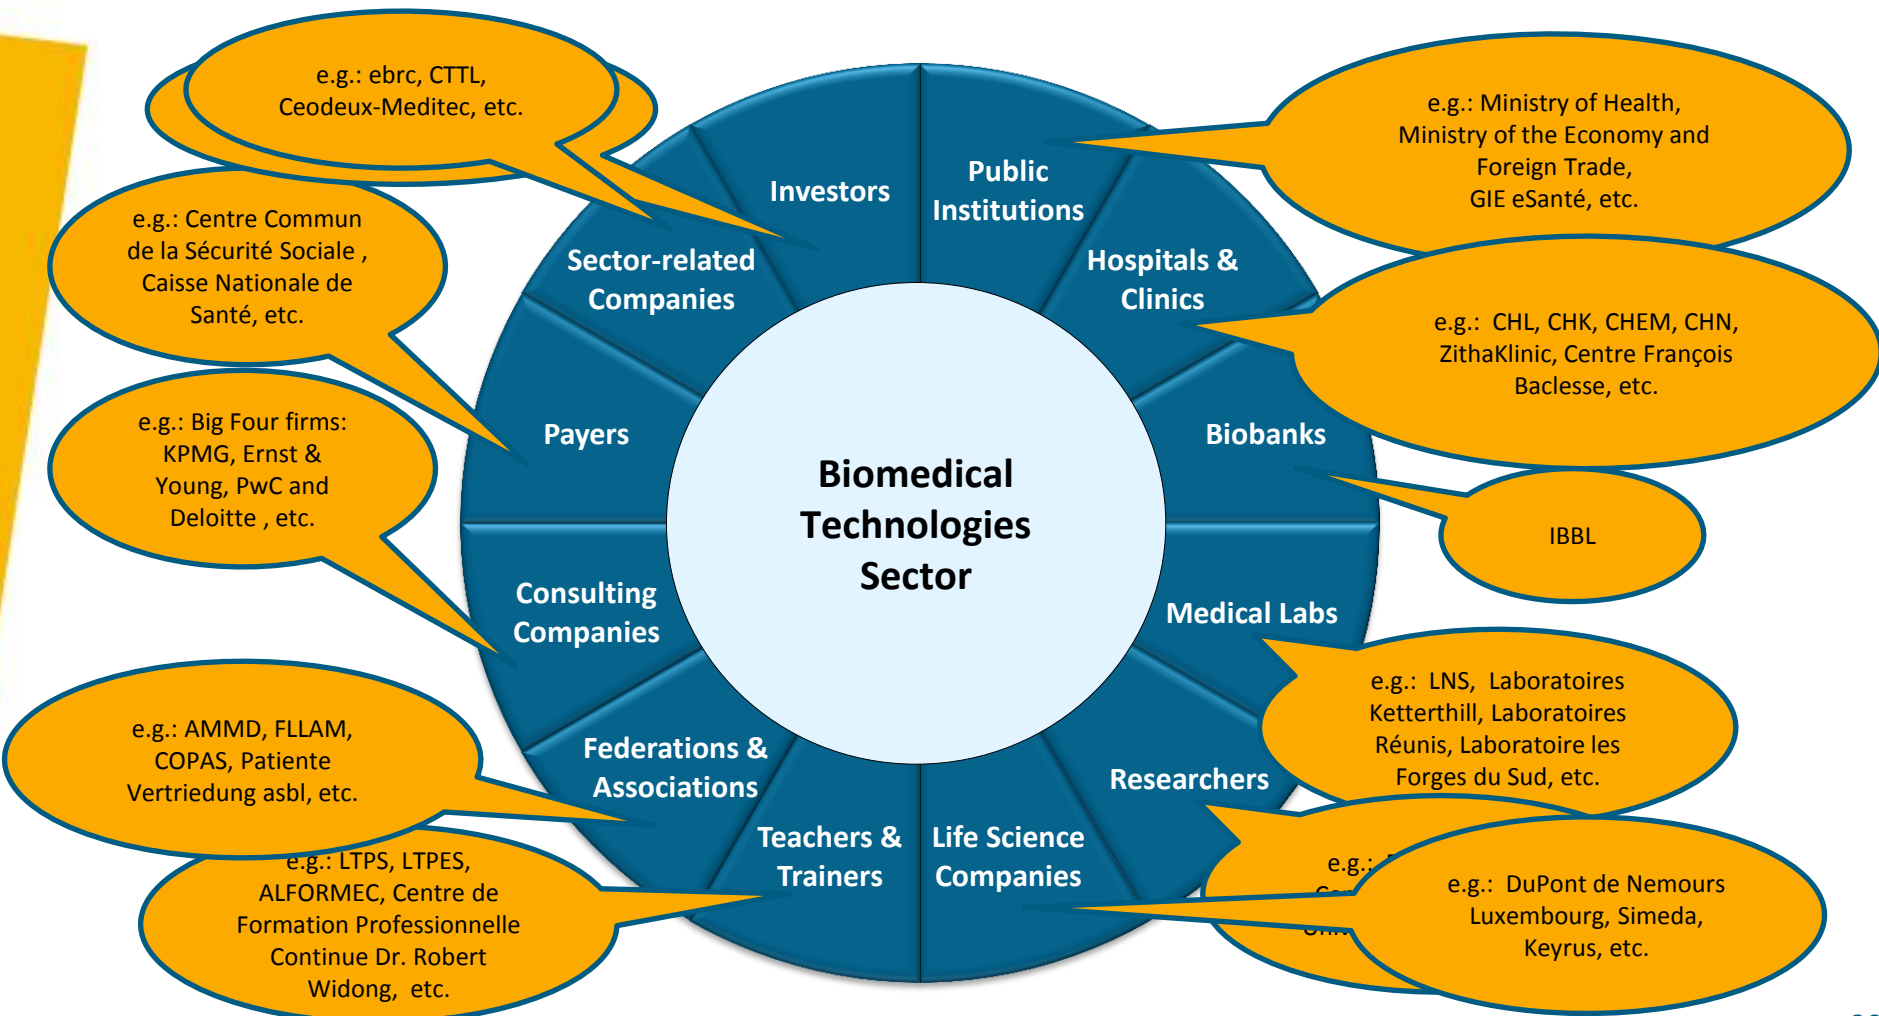 e.g.: ebrc, CTTL,
Ceodeux-Meditec, etc.
e.g.: Ministry of Health,
Ministry of the Economy and
Foreign Trade,
GIE eSanté, etc.
e.g.: Centre Commun
de la Sécurité Sociale ,
Caisse Nationale de
Santé, etc.
e.g.: CHL, CHK, CHEM, CHN,
ZithaKlinic, Centre François
Baclesse, etc.
e.g.: Big Four firms:
KPMG, Ernst &
Young, PwC and
Deloitte , etc.
IBBL
e.g.: AMMD, FLLAM,
COPAS, Patiente
Vertriedung asbl, etc.
e.g.: LNS, Laboratoires
Ketterthill, Laboratoires
Réunis, Laboratoire les
Forges du Sud, etc.
e.g.: LTPS, LTPES,
ALFORMEC, Centre de
Formation Professionnelle
Continue Dr. Robert
Widong, etc.
e.g.:
e.g.: DuPont de Nemours
Luxembourg, Simeda,
Keyrus, etc.
Investors
Public
Institutions
Hospitals &
Clinics
Biobanks
Medical Labs
Researchers
Life Science
Companies
Teachers &
Trainers
Federations &
Associations
Consulting
Companies
Payers
Sector-related
Companies
Biomedical
Technologies
Sector